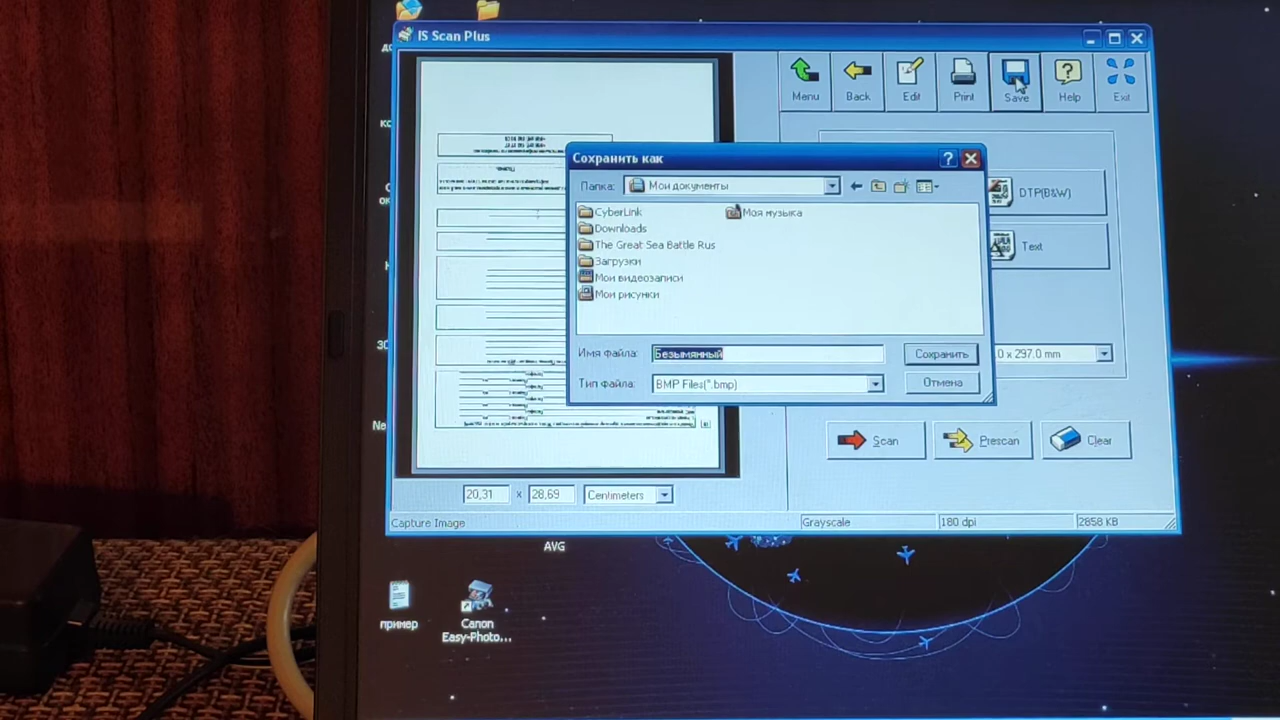 IS Scan Plus
Menu Back Edit Print Save Help Exit
Сохранить как
Папка: Мои документы
CyberLink Моя музыка
Downloads
The Great Sea Battle Rus
Загрузки
Мои видеозаписи
Мои рисунки
DTP(B&W)
Text
Имя файла: Безымянный Сохранить
.0 x 297.0 mm
Тип файла: BMP Files(*.bmp) Отмена
Scan Prescan Clear
20,31 x 28,69 Centimeters
Capture Image Grayscale 180 dpi 2858 KB
AVG
пример
Canon
Easy-Photo...